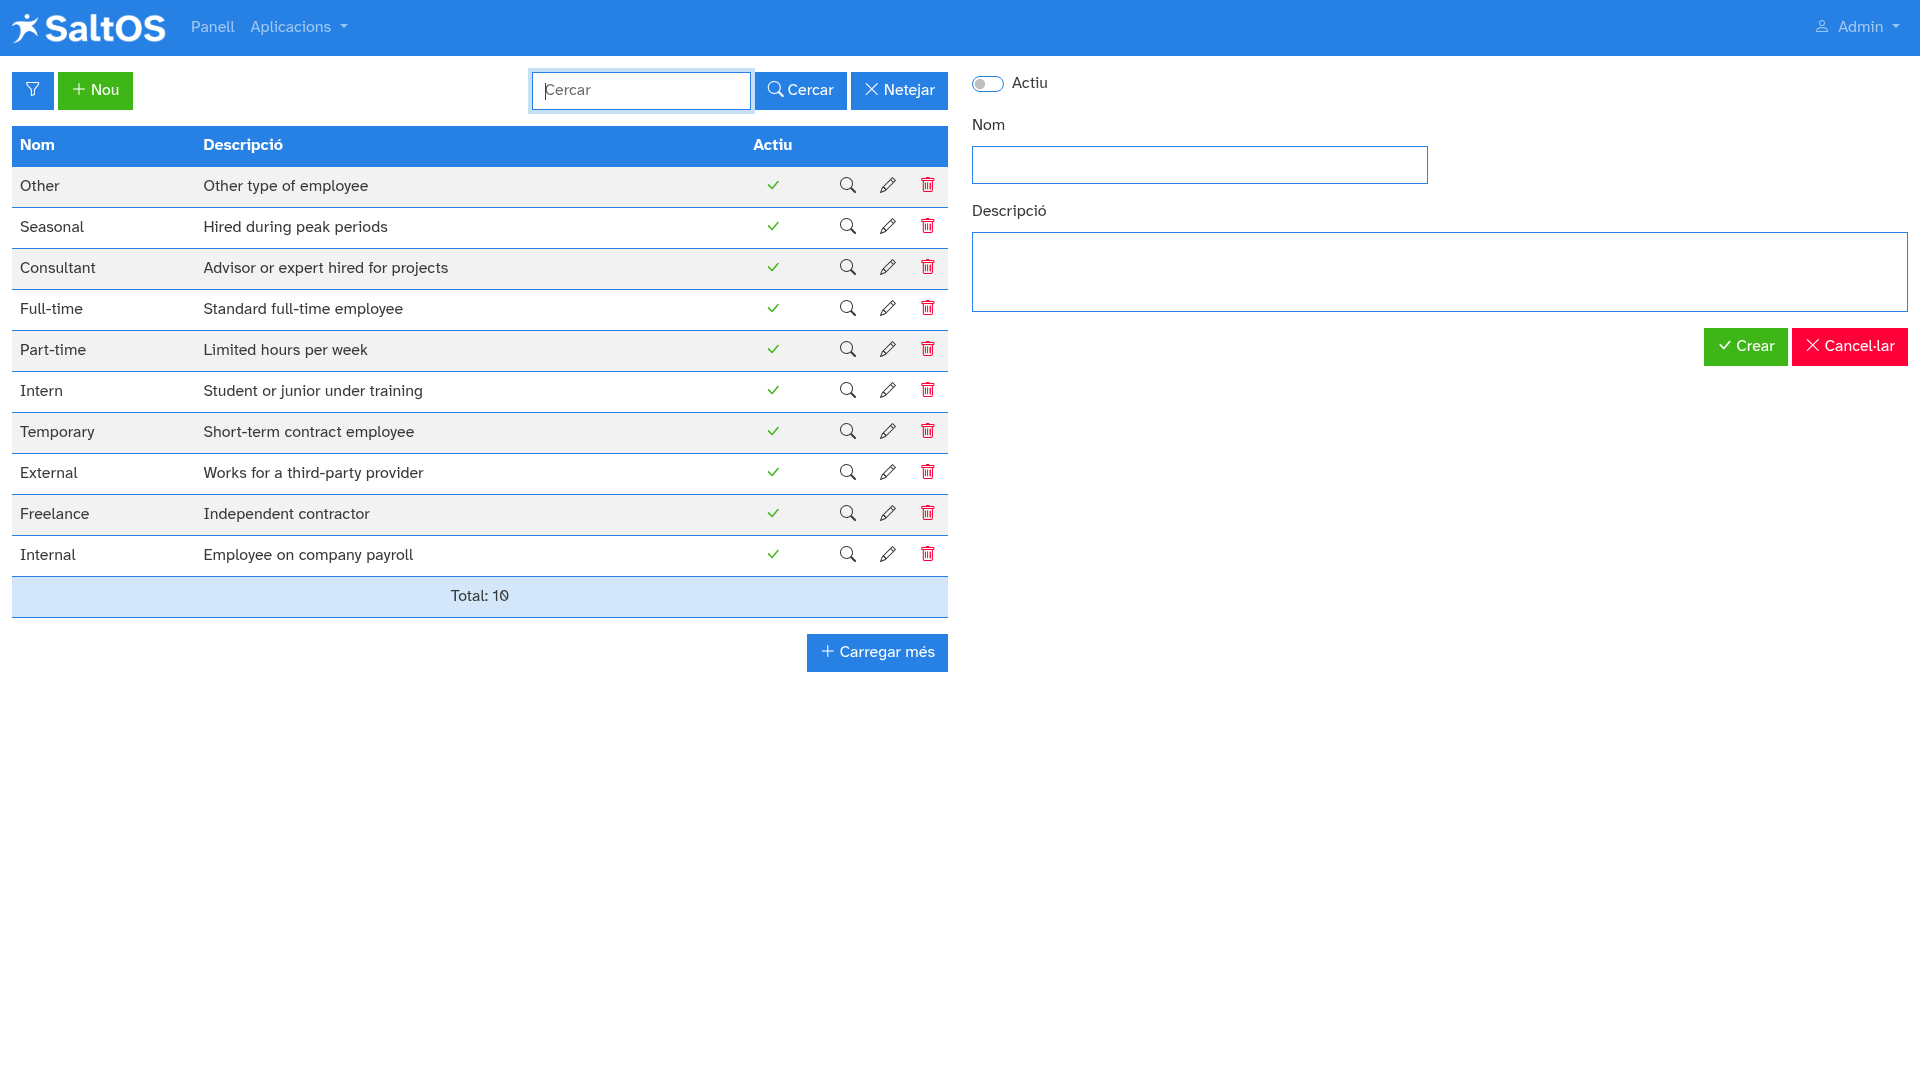 SaltOS Panell Aplicacions Admin
Nou Cercar Cercar Netejar
Nom Descripció Actiu
Other Other type of employee
Seasonal Hired during peak periods
Consultant Advisor or expert hired for projects
Full-time Standard full-time employee
Part-time Limited hours per week
Intern Student or junior under training
Temporary Short-term contract employee
External Works for a third-party provider
Freelance Independent contractor
Internal Employee on company payroll
Total: 10
Carregar més
Actiu
Nom
Descripció
Crear Cancel·lar